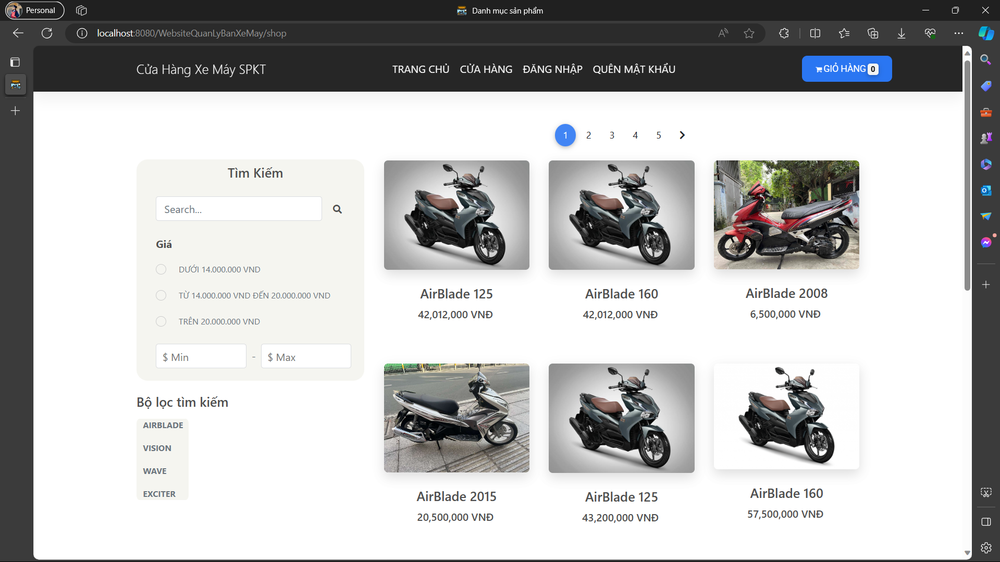 Personal
Danh mục sản phẩm
localhost:8080/WebsiteQuanLyBanXeMay/shop
Cửa Hàng Xe Máy SPKT
TRANG CHỦ CỬA HÀNG ĐĂNG NHẬP QUÊN MẬT KHẨU
GIỎ HÀNG 0
1 2 3 4 5
Tìm Kiếm
Search...
Giá
DƯỚI 14.000.000 VND
TỪ 14.000.000 VND ĐẾN 20.000.000 VND
TRÊN 20.000.000 VND
$ Min - $ Max
Bộ lọc tìm kiếm
AIRBLADE
VISION
WAVE
EXCITER
AirBlade 125
42,012,000 VNĐ
AirBlade 160
42,012,000 VNĐ
AirBlade 2008
6,500,000 VNĐ
AirBlade 2015
20,500,000 VNĐ
AirBlade 125
43,200,000 VNĐ
AirBlade 160
57,500,000 VNĐ